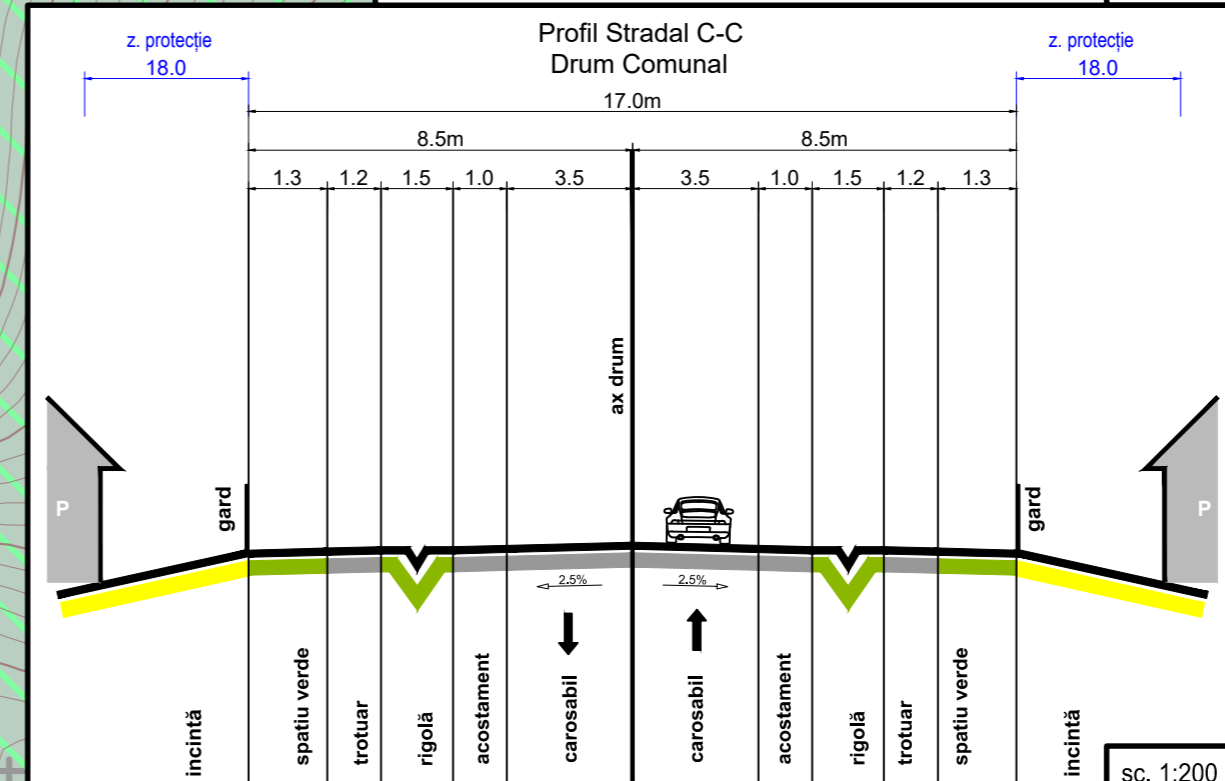 Profil Stradal C-C
Drum Comunal
z. protecție
18.0
z. protecție
18.0
17.0m
8.5m 8.5m
1.3 1.2 1.5 1.0 3.5 3.5 1.0 1.5 1.2 1.3
ax drum
gard
gard
P
P
2.5% 2.5%
incintă
spatiu verde
trotuar
rigolă
acostament
carosabil
carosabil
acostament
rigolă
trotuar
spatiu verde
incintă
sc. 1:200